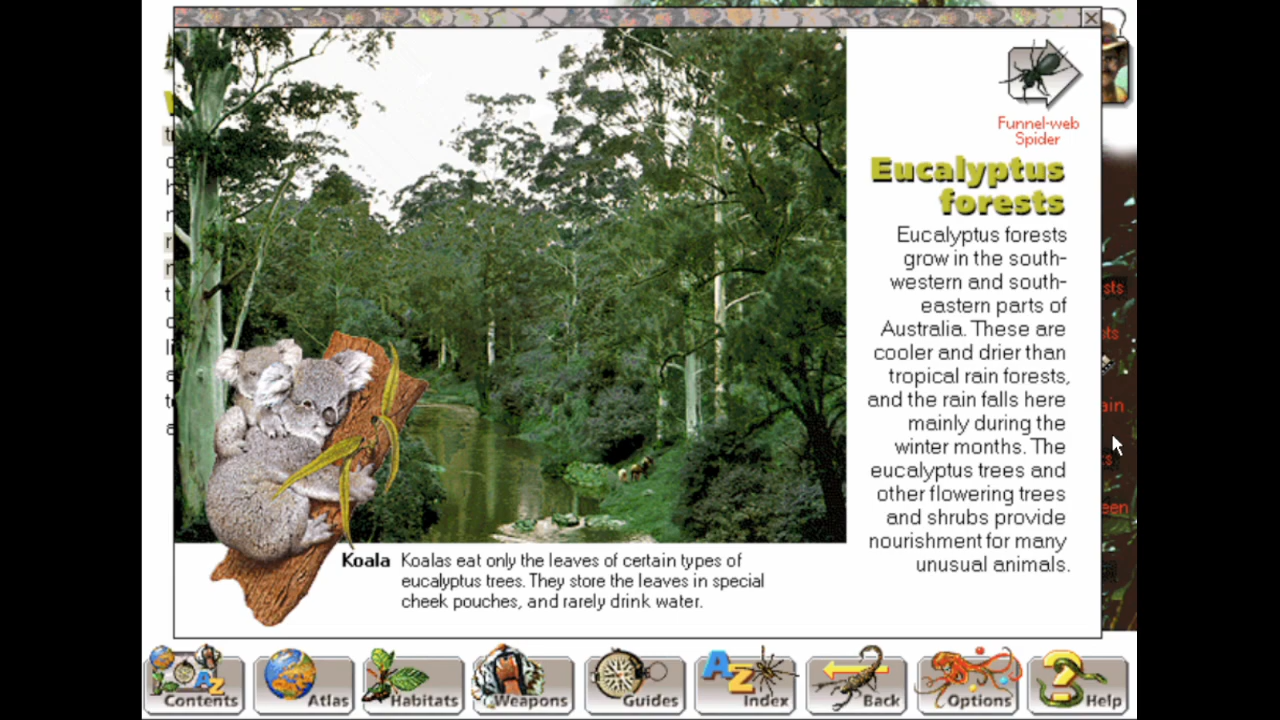 Funnel-web
Spider
Eucalyptus
forests
Eucalyptus forests
grow in the south-
western and south-
eastern parts of
Australia. These are
cooler and drier than
tropical rain forests,
and the rain falls here
mainly during the
winter months. The
eucalyptus trees and
other flowering trees
and shrubs provide
nourishment for many
unusual animals.
Koala Koalas eat only the leaves of certain types of
eucalyptus trees. They store the leaves in special
cheek pouches, and rarely drink water.
Contents
Atlas
Habitats
Weapons
Guides
AZ Index
Back
Options
? Help